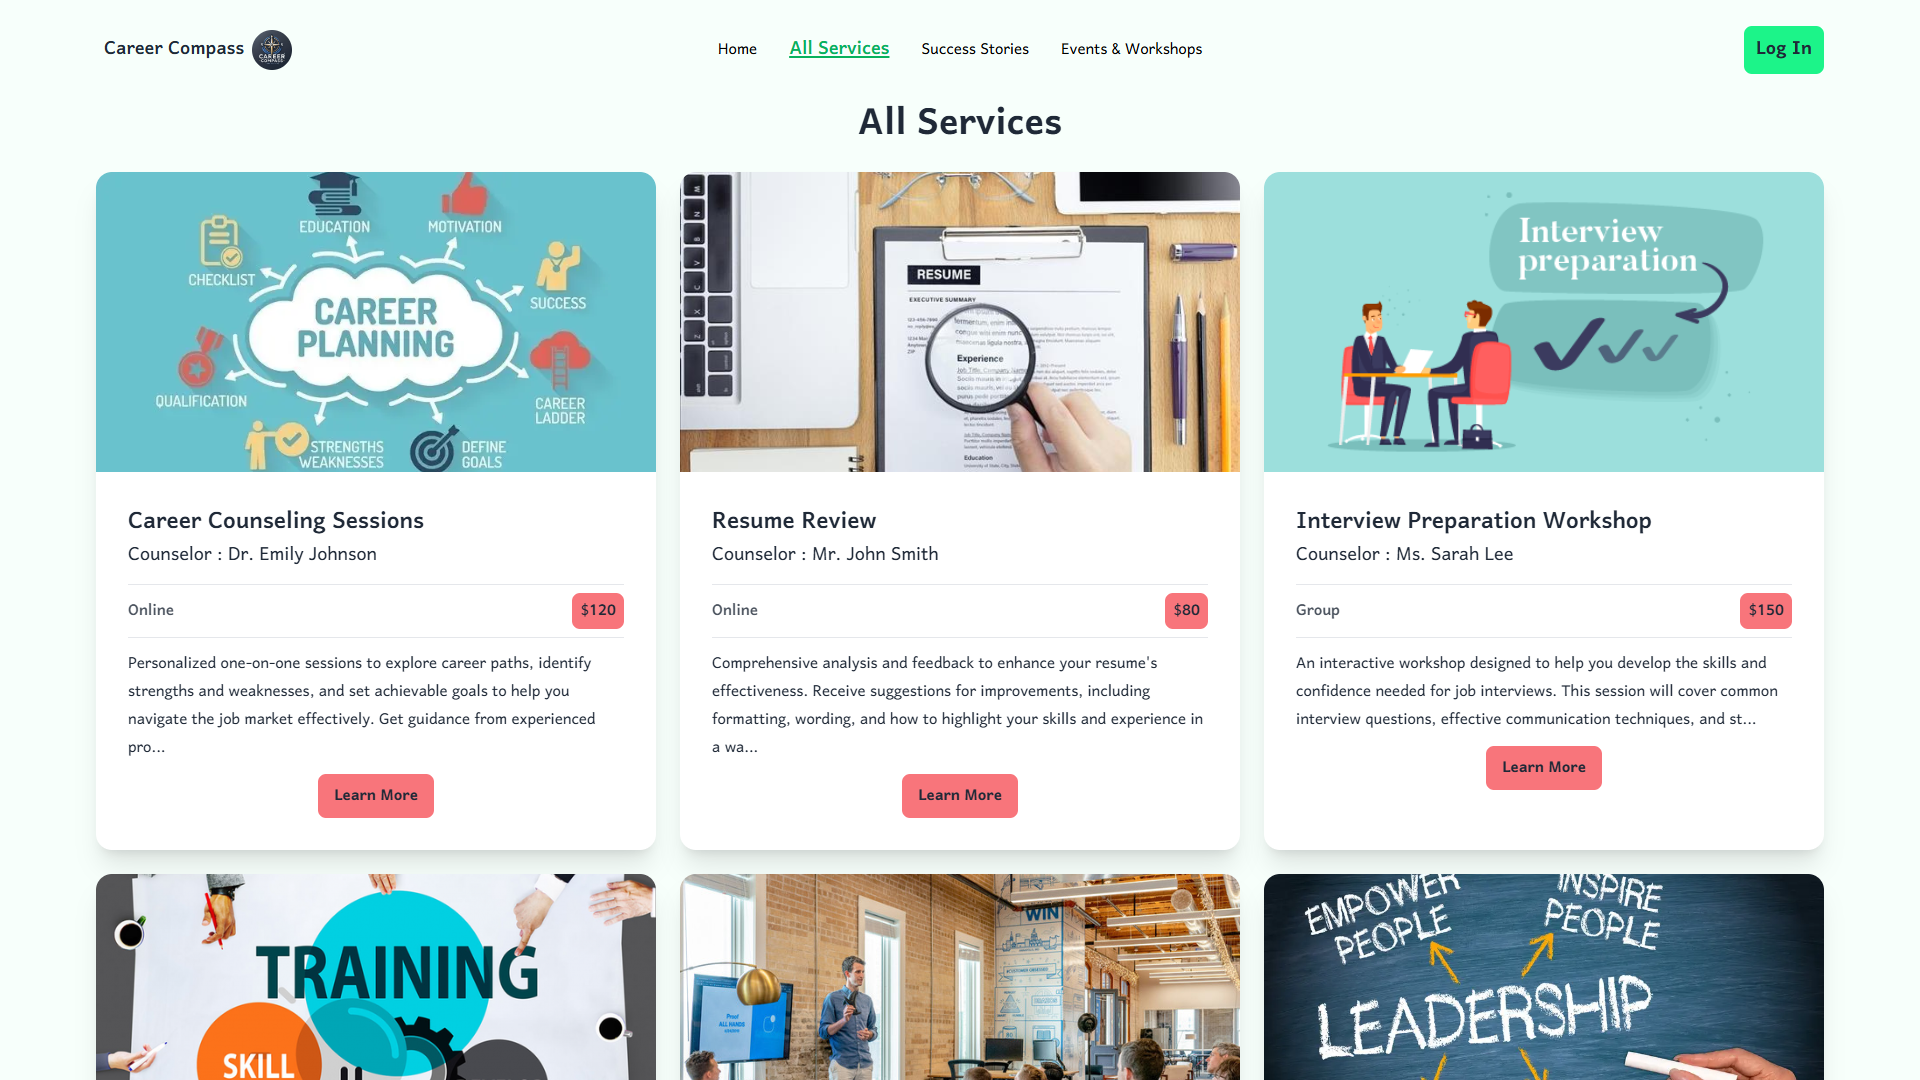 Career Compass
CAREER
COMPASS
Home
All Services
Success Stories
Events & Workshops
Log In
All Services
EDUCATION
MOTIVATION
CHECKLIST
SUCCESS
CAREER
PLANNING
QUALIFICATION
CAREER
LADDER
STRENGTHS
WEAKNESSES
DEFINE
GOALS
RESUME
EXECUTIVE SUMMARY
Experience
Education
Interview
preparation
Career Counseling Sessions
Counselor : Dr. Emily Johnson
Online
$120
Personalized one-on-one sessions to explore career paths, identify
strengths and weaknesses, and set achievable goals to help you
navigate the job market effectively. Get guidance from experienced
pro...
Learn More
Resume Review
Counselor : Mr. John Smith
Online
$80
Comprehensive analysis and feedback to enhance your resume's
effectiveness. Receive suggestions for improvements, including
formatting, wording, and how to highlight your skills and experience in
a wa...
Learn More
Interview Preparation Workshop
Counselor : Ms. Sarah Lee
Group
$150
An interactive workshop designed to help you develop the skills and
confidence needed for job interviews. This session will cover common
interview questions, effective communication techniques, and st...
Learn More
TRAINING
SKILL
WIN
Proof
ALL HANDS
EMPOWER
PEOPLE
INSPIRE
PEOPLE
LEADERSHIP